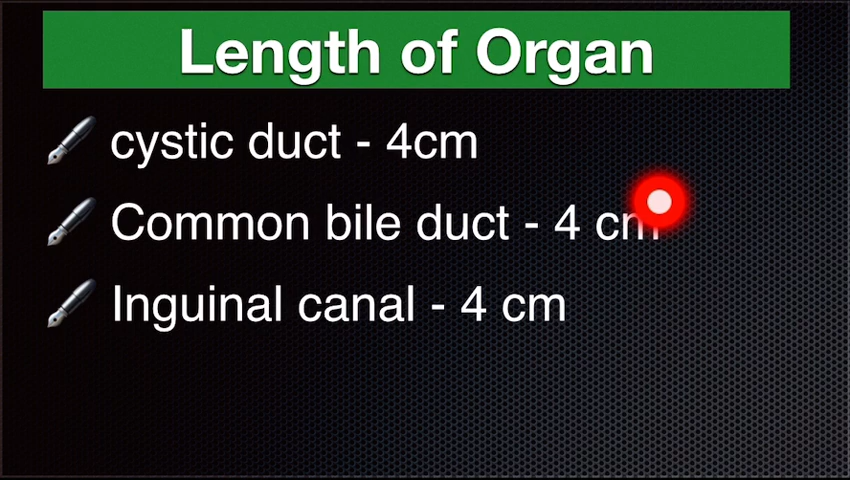 Length of Organ
cystic duct - 4cm
Common bile duct - 4 cm
Inguinal canal - 4 cm